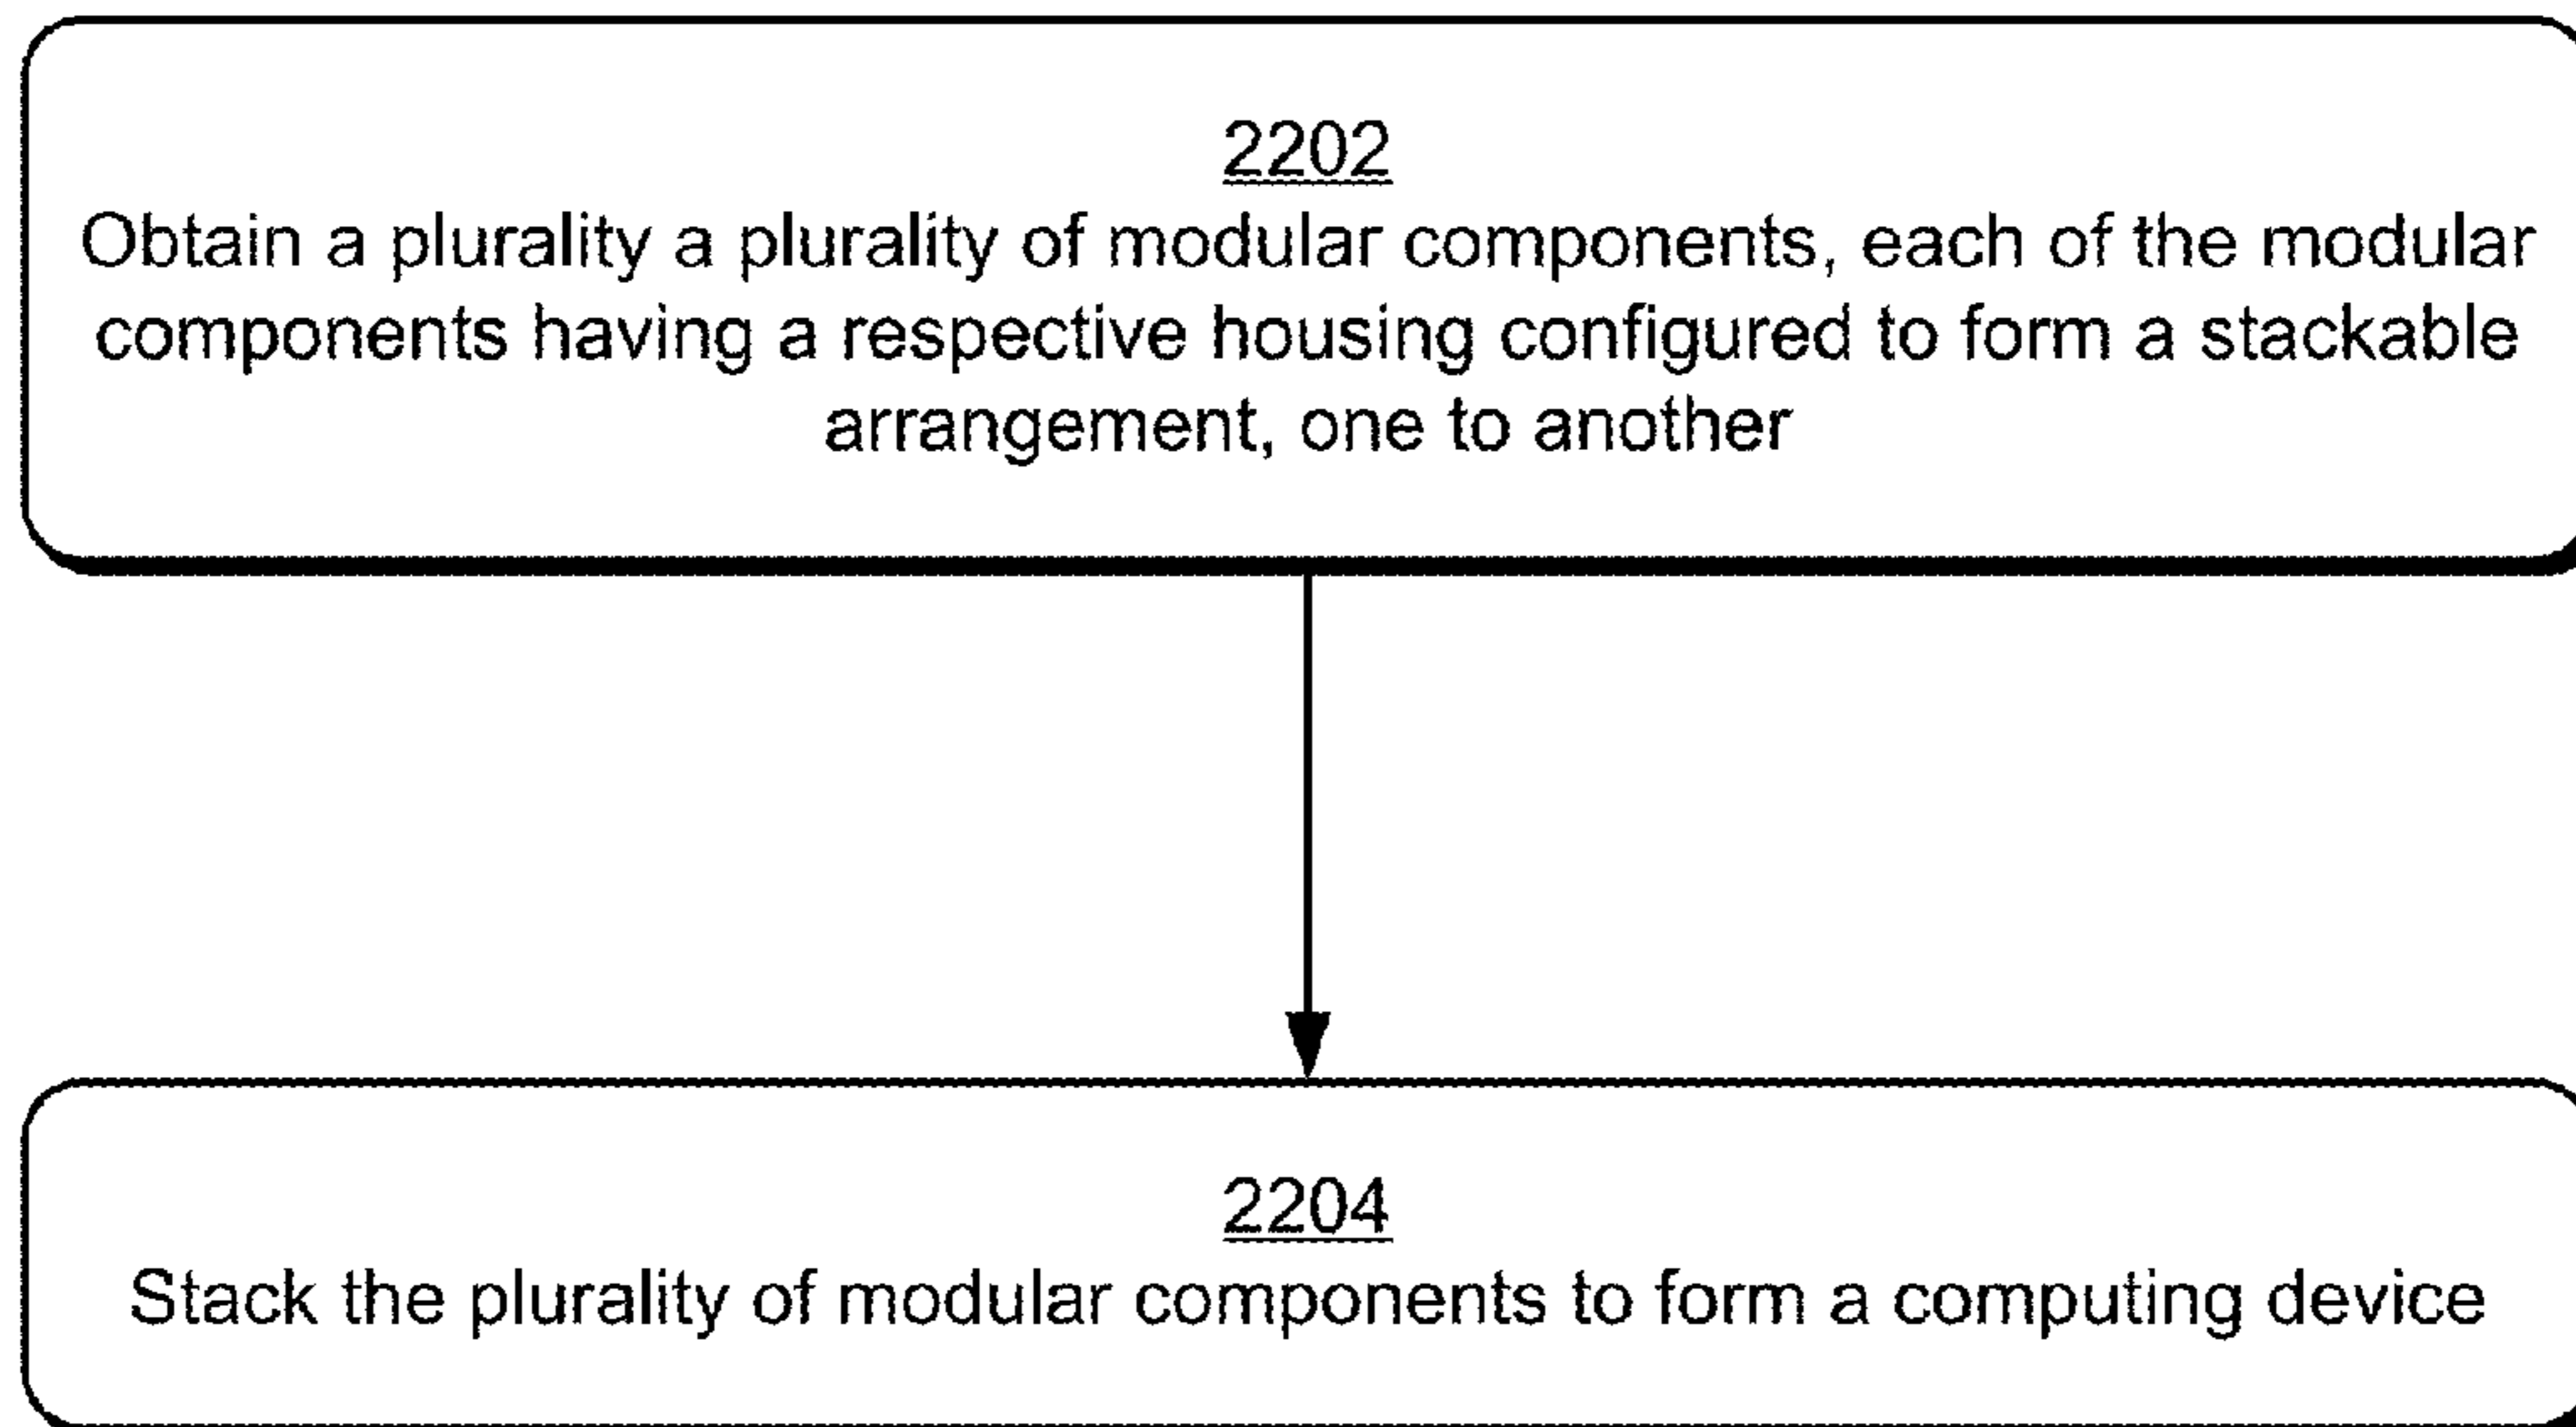 2202
Obtain a plurality a plurality of modular components, each of the modular
components having a respective housing configured to form a stackable
arrangement, one to another
2204
Stack the plurality of modular components to form a computing device